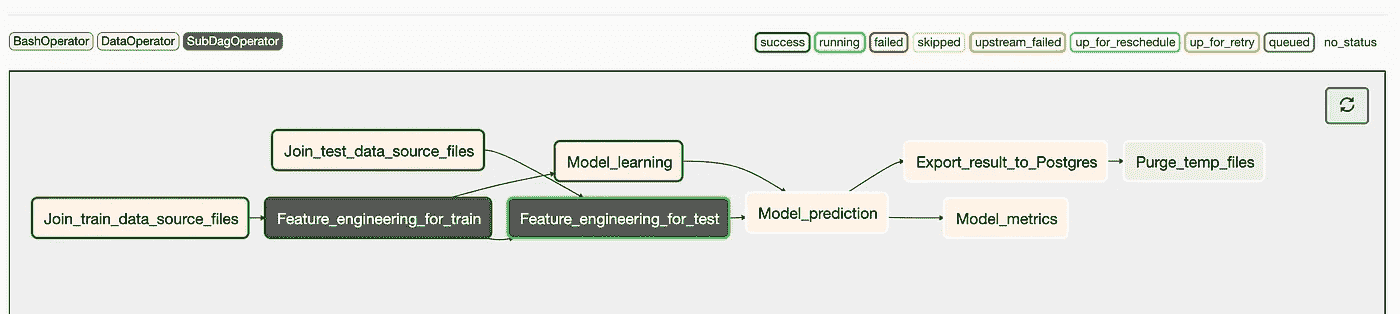 BashOperator DataOperator SubDagOperator
success running failed skipped upstream_failed up_for_reschedule up_for_retry queued no_status
Join_test_data_source_files
Model_learning
Export_result_to_Postgres
Purge_temp_files
Join_train_data_source_files
Feature_engineering_for_train
Feature_engineering_for_test
Model_prediction
Model_metrics